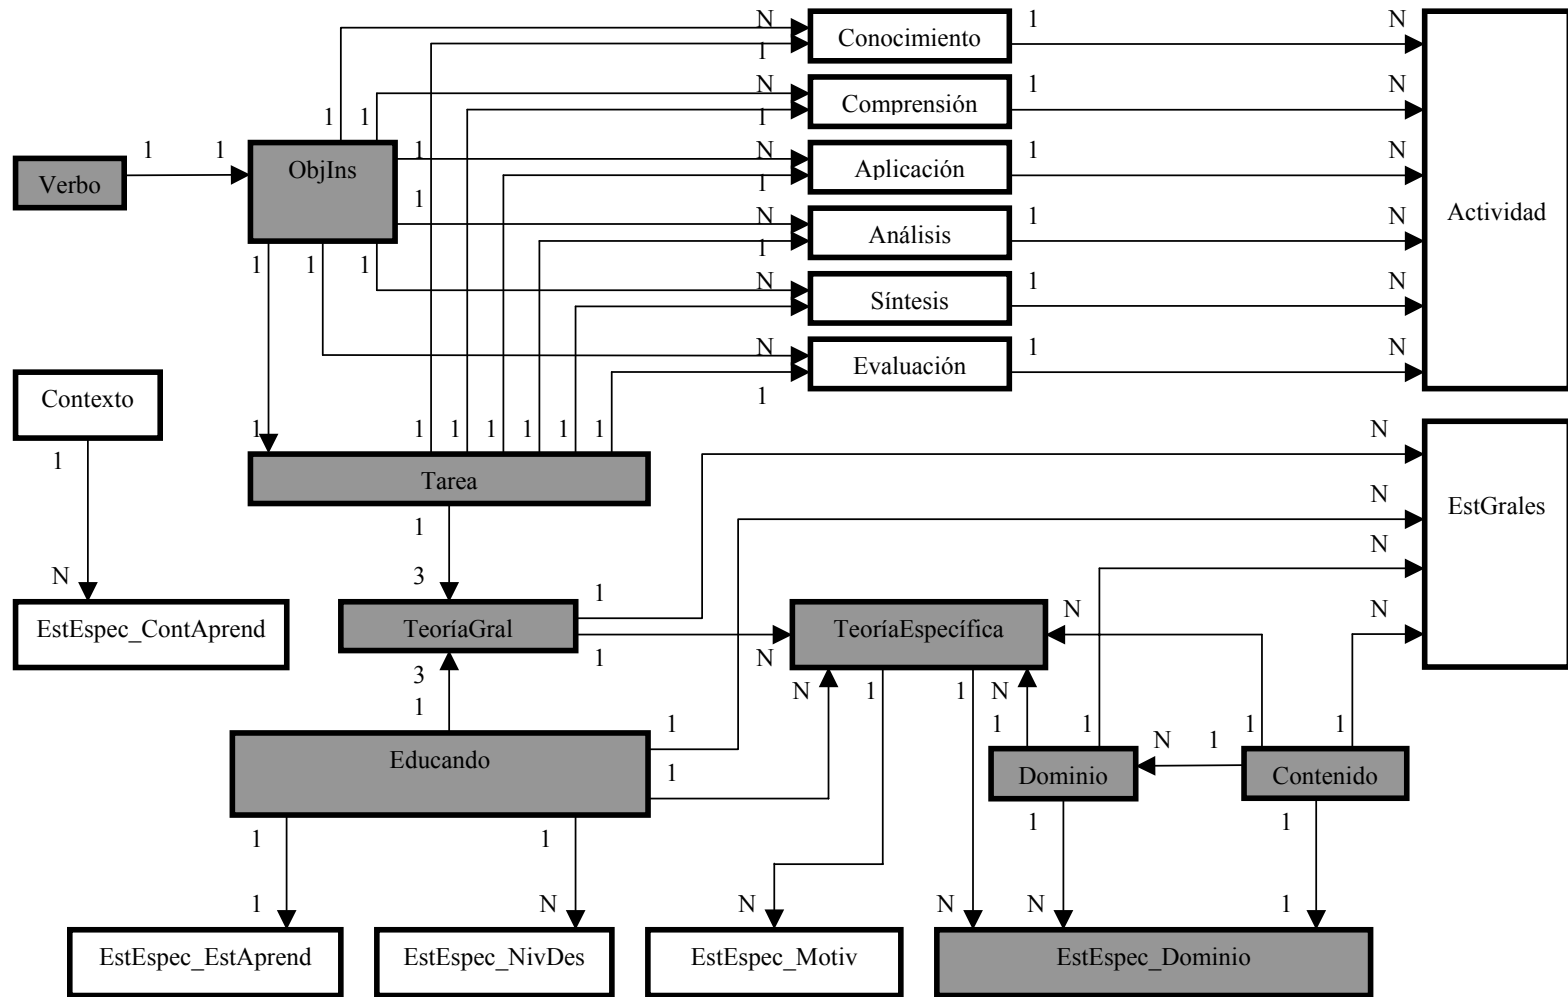 N 1 N
Conocimiento
1
N 1 N
Comprensión
1 1 1
1 1 1 N 1 N
ObjIns Aplicación
Verbo 1
1 N 1 N
Actividad
Análisis
1 1 1 1
N 1 N
Síntesis
N 1 N
Evaluación
Contexto 1
1 1 1 1 1 1 1 N
1
Tarea
N
EstGrales
1
N
N 3
1 N
EstEspec_ContAprend TeoríaGral TeoríaEspecífica N
1 N
3 N 1 1 N
1 1 1 1 1 1
N 1
Educando 1 Dominio Contenido
1 1 1 1
1 N N N N 1
EstEspec_EstAprend EstEspec_NivDes EstEspec_Motiv EstEspec_Dominio